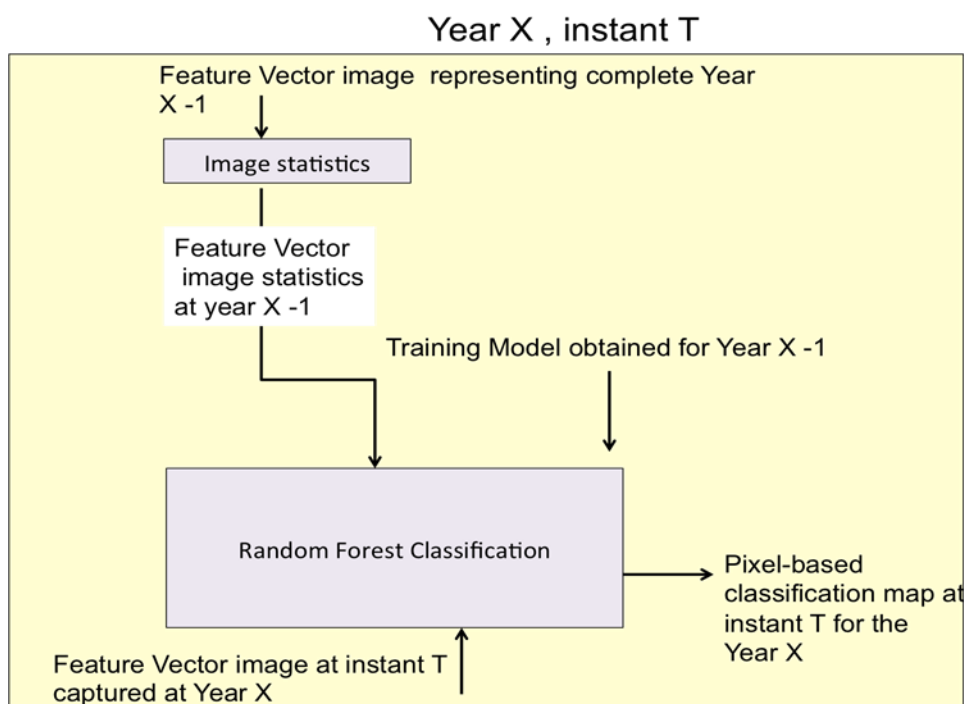 Year X , instant T
Feature Vector image representing complete Year
X -1
Image statistics
Feature Vector
image statistics
at year X -1
Training Model obtained for Year X -1
Random Forest Classification
Pixel-based
classification map at
instant T for the
Year X
Feature Vector image at instant T
captured at Year X